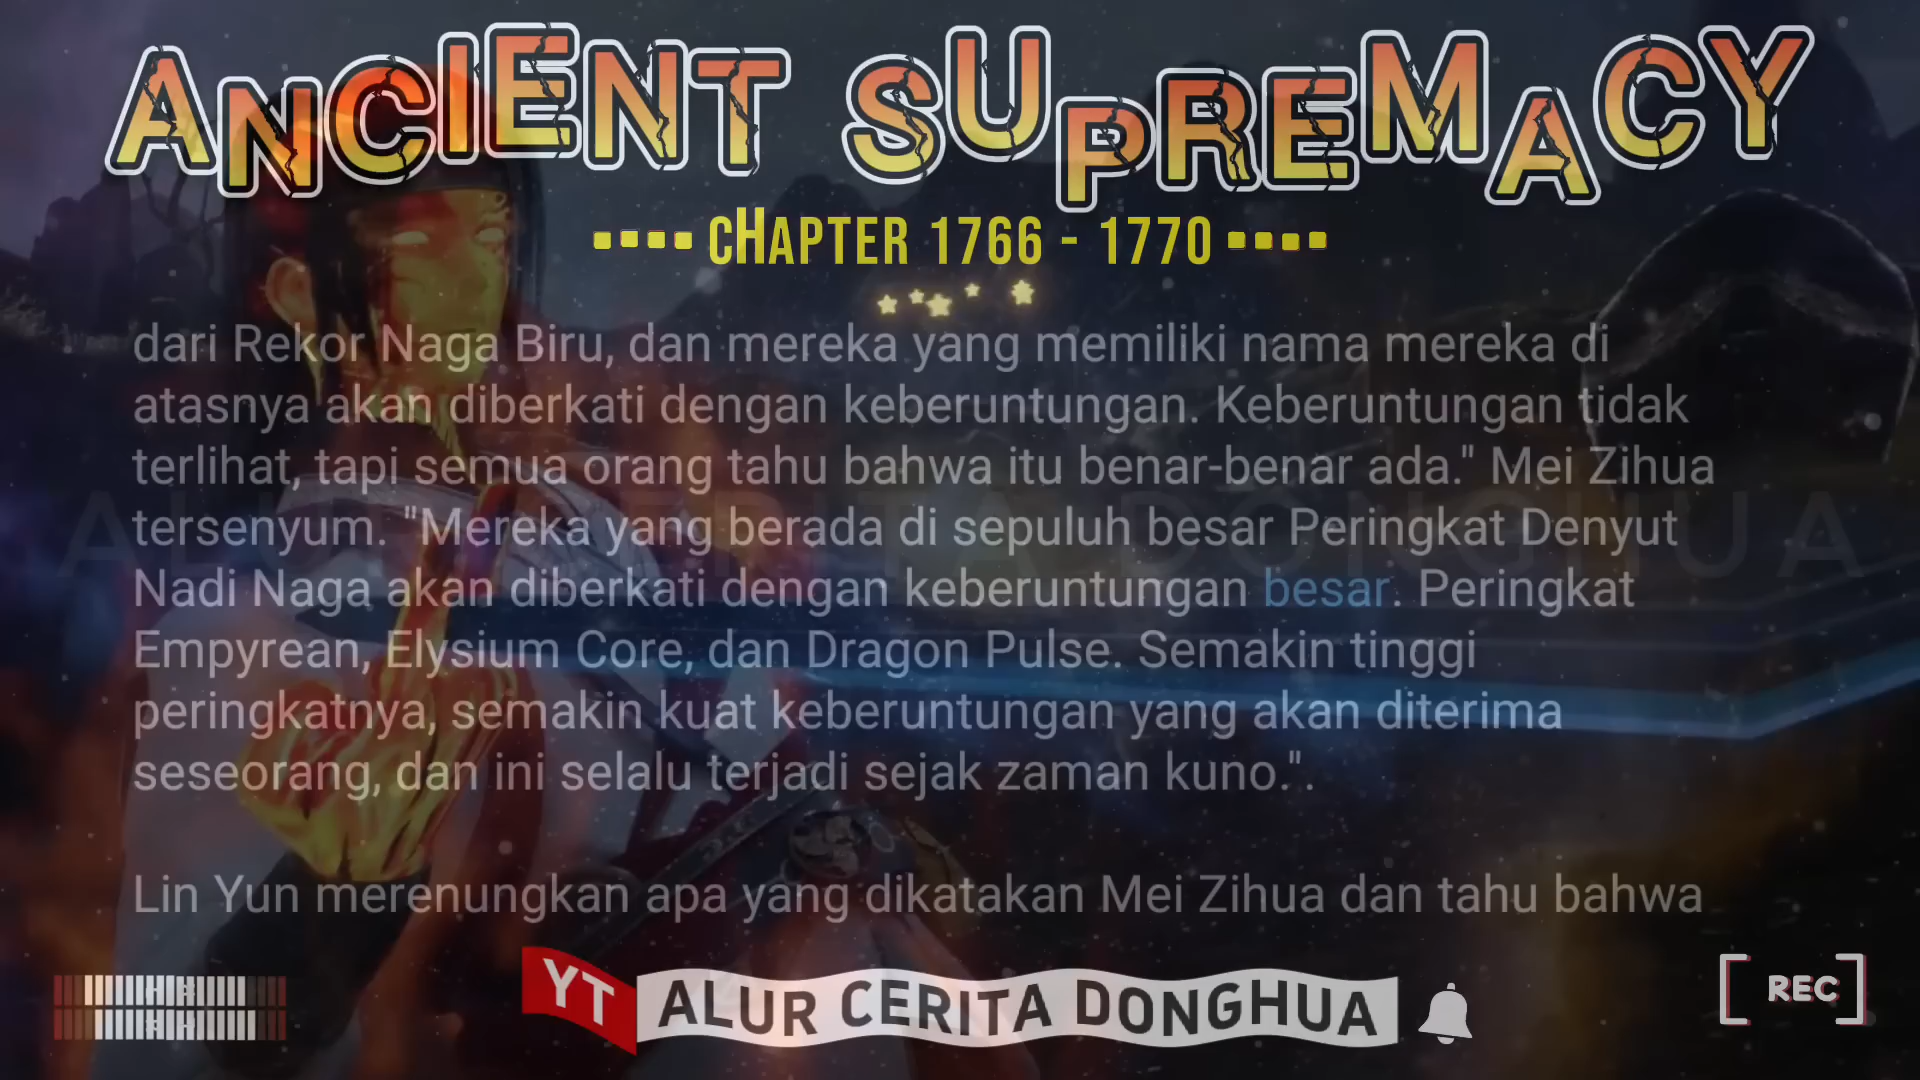 ANCIENT SUPREMACY
CHAPTER 1766 - 1770
dari Rekor Naga Biru, dan mereka yang memiliki nama mereka di
atasnya akan diberkati dengan keberuntungan. Keberuntungan tidak
terlihat, tapi semua orang tahu bahwa itu benar-benar ada." Mei Zihua
tersenyum. "Mereka yang berada di sepuluh besar Peringkat Denyut
Nadi Naga akan diberkati dengan keberuntungan besar. Peringkat
Empyrean, Elysium Core, dan Dragon Pulse. Semakin tinggi
peringkatnya, semakin kuat keberuntungan yang akan diterima
seseorang, dan ini selalu terjadi sejak zaman kuno.".
Lin Yun merenungkan apa yang dikatakan Mei Zihua dan tahu bahwa
ALUR CERITA DONGHUA
YT ALUR CERITA DONGHUA
REC